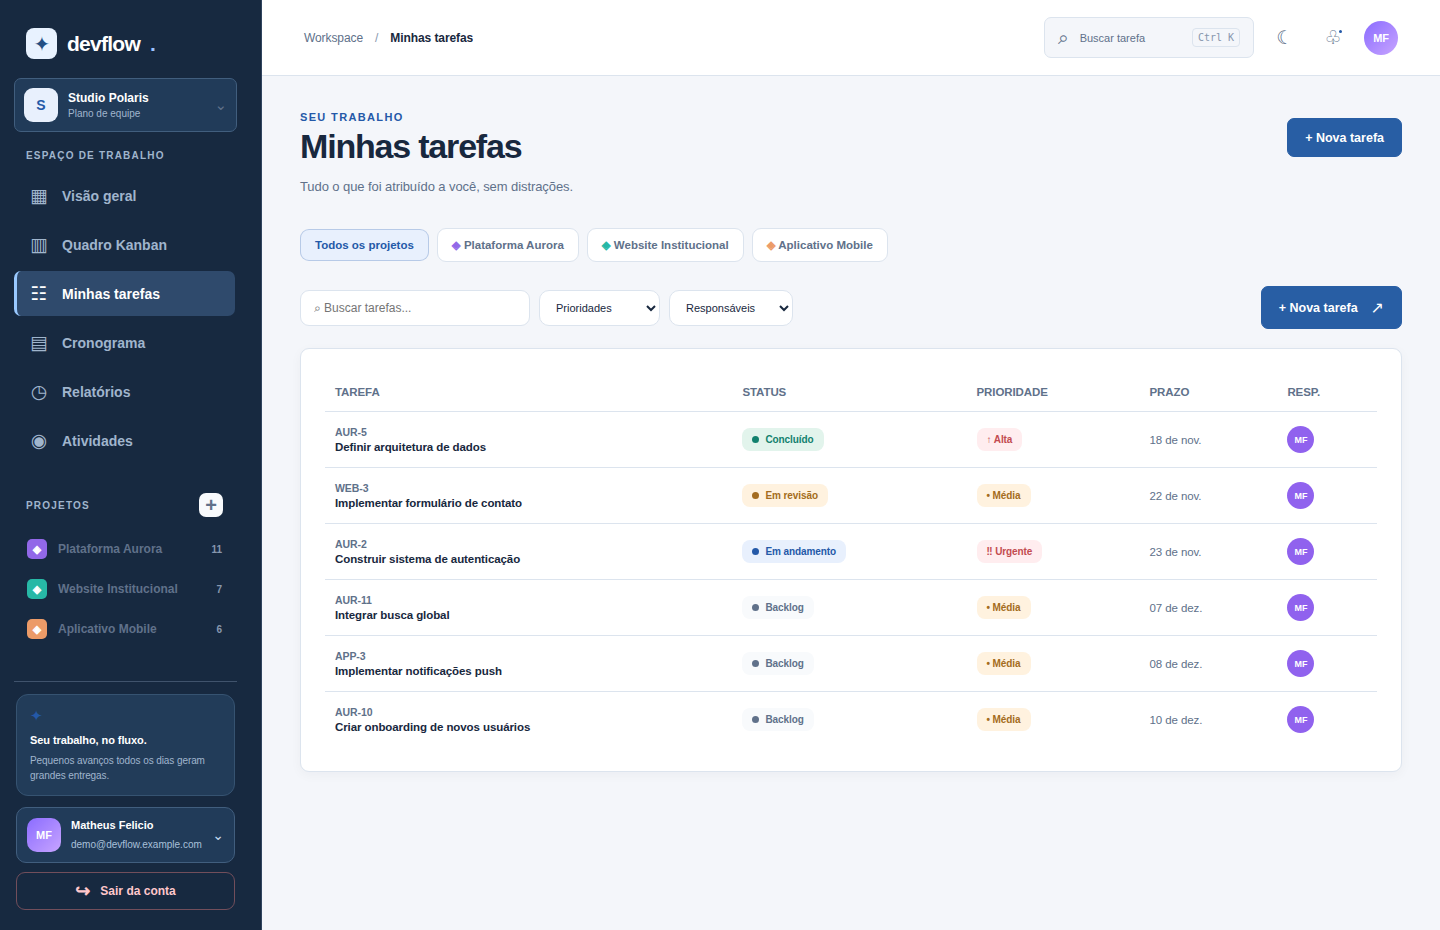 devflow.
Studio Polaris
Plano de equipe
ESPAÇO DE TRABALHO
Visão geral
Quadro Kanban
Minhas tarefas
Cronograma
Relatórios
Atividades
PROJETOS
+
Plataforma Aurora 11
Website Institucional 7
Aplicativo Mobile 6
Seu trabalho, no fluxo.
Pequenos avanços todos os dias geram
grandes entregas.
MF
Matheus Felicio
demo@devflow.example.com
Sair da conta
Workspace / Minhas tarefas
Buscar tarefa Ctrl K
MF
SEU TRABALHO
Minhas tarefas
Tudo o que foi atribuído a você, sem distrações.
+ Nova tarefa
Todos os projetos
Plataforma Aurora
Website Institucional
Aplicativo Mobile
Buscar tarefas...
Prioridades
Responsáveis
+ Nova tarefa ↗
TAREFA STATUS PRIORIDADE PRAZO RESP.
AUR-5
Definir arquitetura de dados Concluído ↑ Alta 18 de nov. MF
WEB-3
Implementar formulário de contato Em revisão • Média 22 de nov. MF
AUR-2
Construir sistema de autenticação Em andamento !! Urgente 23 de nov. MF
AUR-11
Integrar busca global Backlog • Média 07 de dez. MF
APP-3
Implementar notificações push Backlog • Média 08 de dez. MF
AUR-10
Criar onboarding de novos usuários Backlog • Média 10 de dez. MF